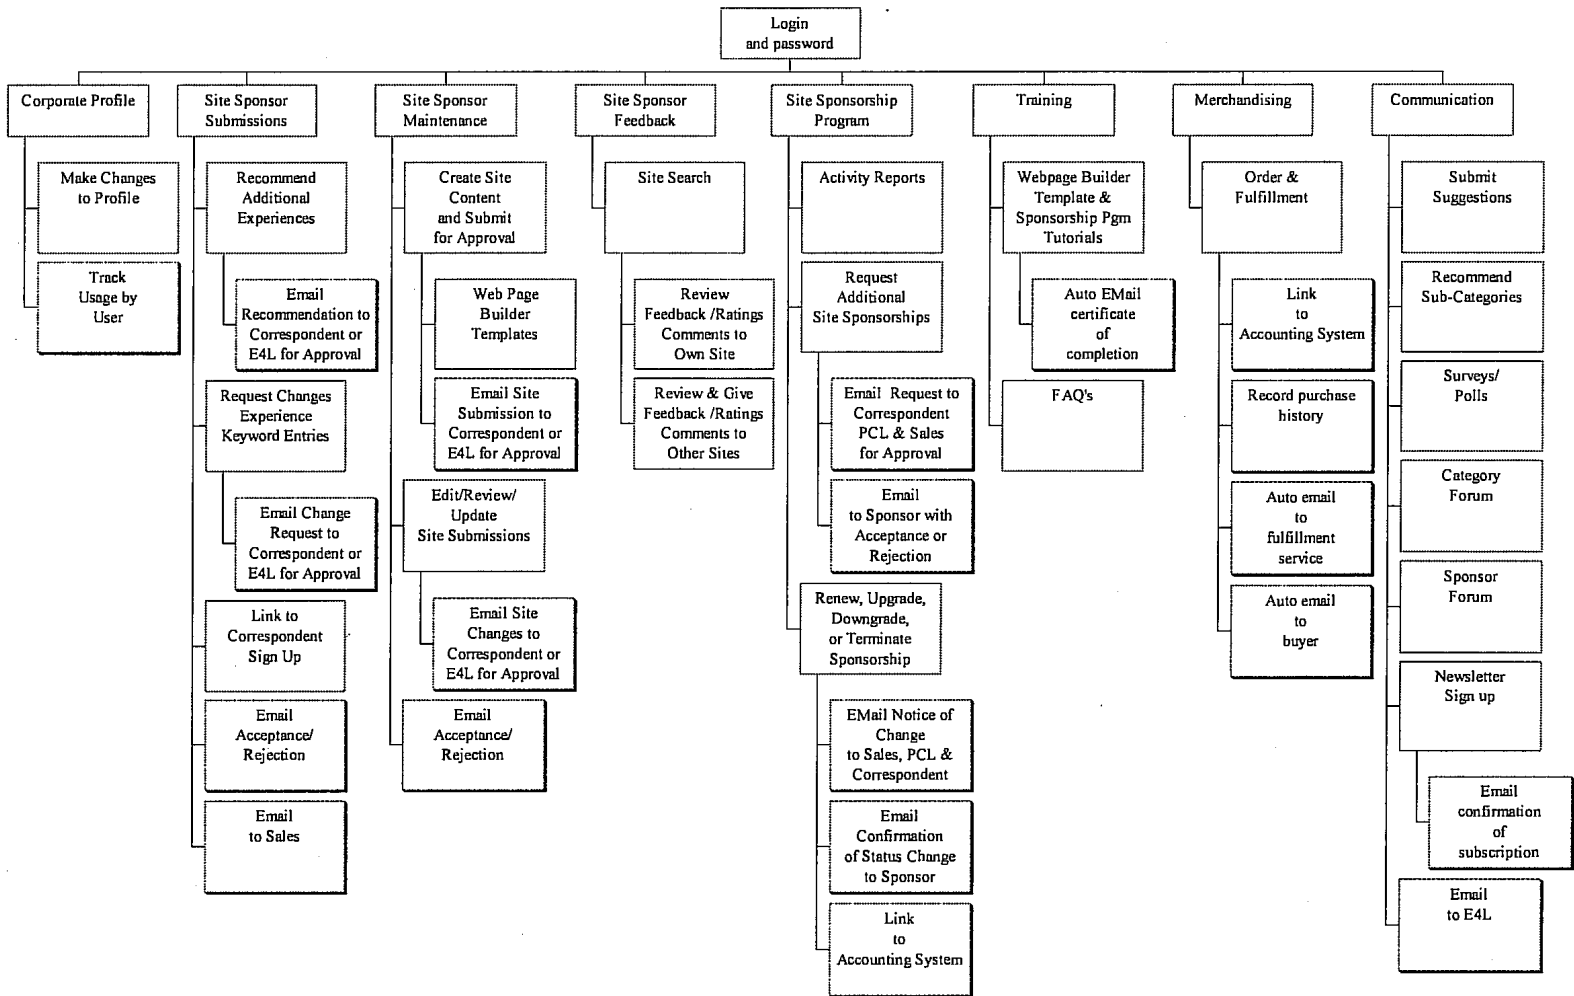 Login
and password
Corporate Profile
Make Changes
to Profile
Track
Usage by
User
Site Sponsor
Submissions
Recommend
Additional
Experiences
Email
Recommendation to
Correspondent or
E4L for Approval
Request Changes
Experience
Keyword Entries
Email Change
Request to
Correspondent or
E4L for Approval
Link to
Correspondent
Sign Up
Email
Acceptance/
Rejection
Email
to Sales
Site Sponsor
Maintenance
Create Site
Content
and Submit
for Approval
Web Page
Builder
Templates
Email Site
Submission to
Correspondent or
E4L for Approval
Edit/Review/
Update
Site Submissions
Email Site
Changes to
Correspondent or
E4L for Approval
Email
Acceptance/
Rejection
Site Sponsor
Feedback
Site Search
Review
Feedback /Ratings
Comments to
Own Site
Review & Give
Feedback /Ratings
Comments to
Other Sites
Site Sponsorship
Program
Activity Reports
Request
Additional
Site Sponsorships
Email Request to
Correspondent
PCL & Sales
for Approval
Email
to Sponsor with
Acceptance or
Rejection
Renew, Upgrade,
Downgrade,
or Terminate
Sponsorship
EMail Notice of
Change
to Sales, PCL &
Correspondent
Email
Confirmation
of Status Change
to Sponsor
Link
to
Accounting System
Training
Webpage Builder
Template &
Sponsorship Pgm
Tutorials
Auto EMail
certificate
of
completion
FAQ's
Merchandising
Order &
Fulfillment
Link
to
Accounting System
Record purchase
history
Auto email
to
fulfillment
service
Auto email
to
buyer
Communication
Submit
Suggestions
Recommend
Sub-Categories
Surveys/
Polls
Category
Forum
Sponsor
Forum
Newsletter
Sign up
Email
confirmation
of
subscription
Email
to E4L